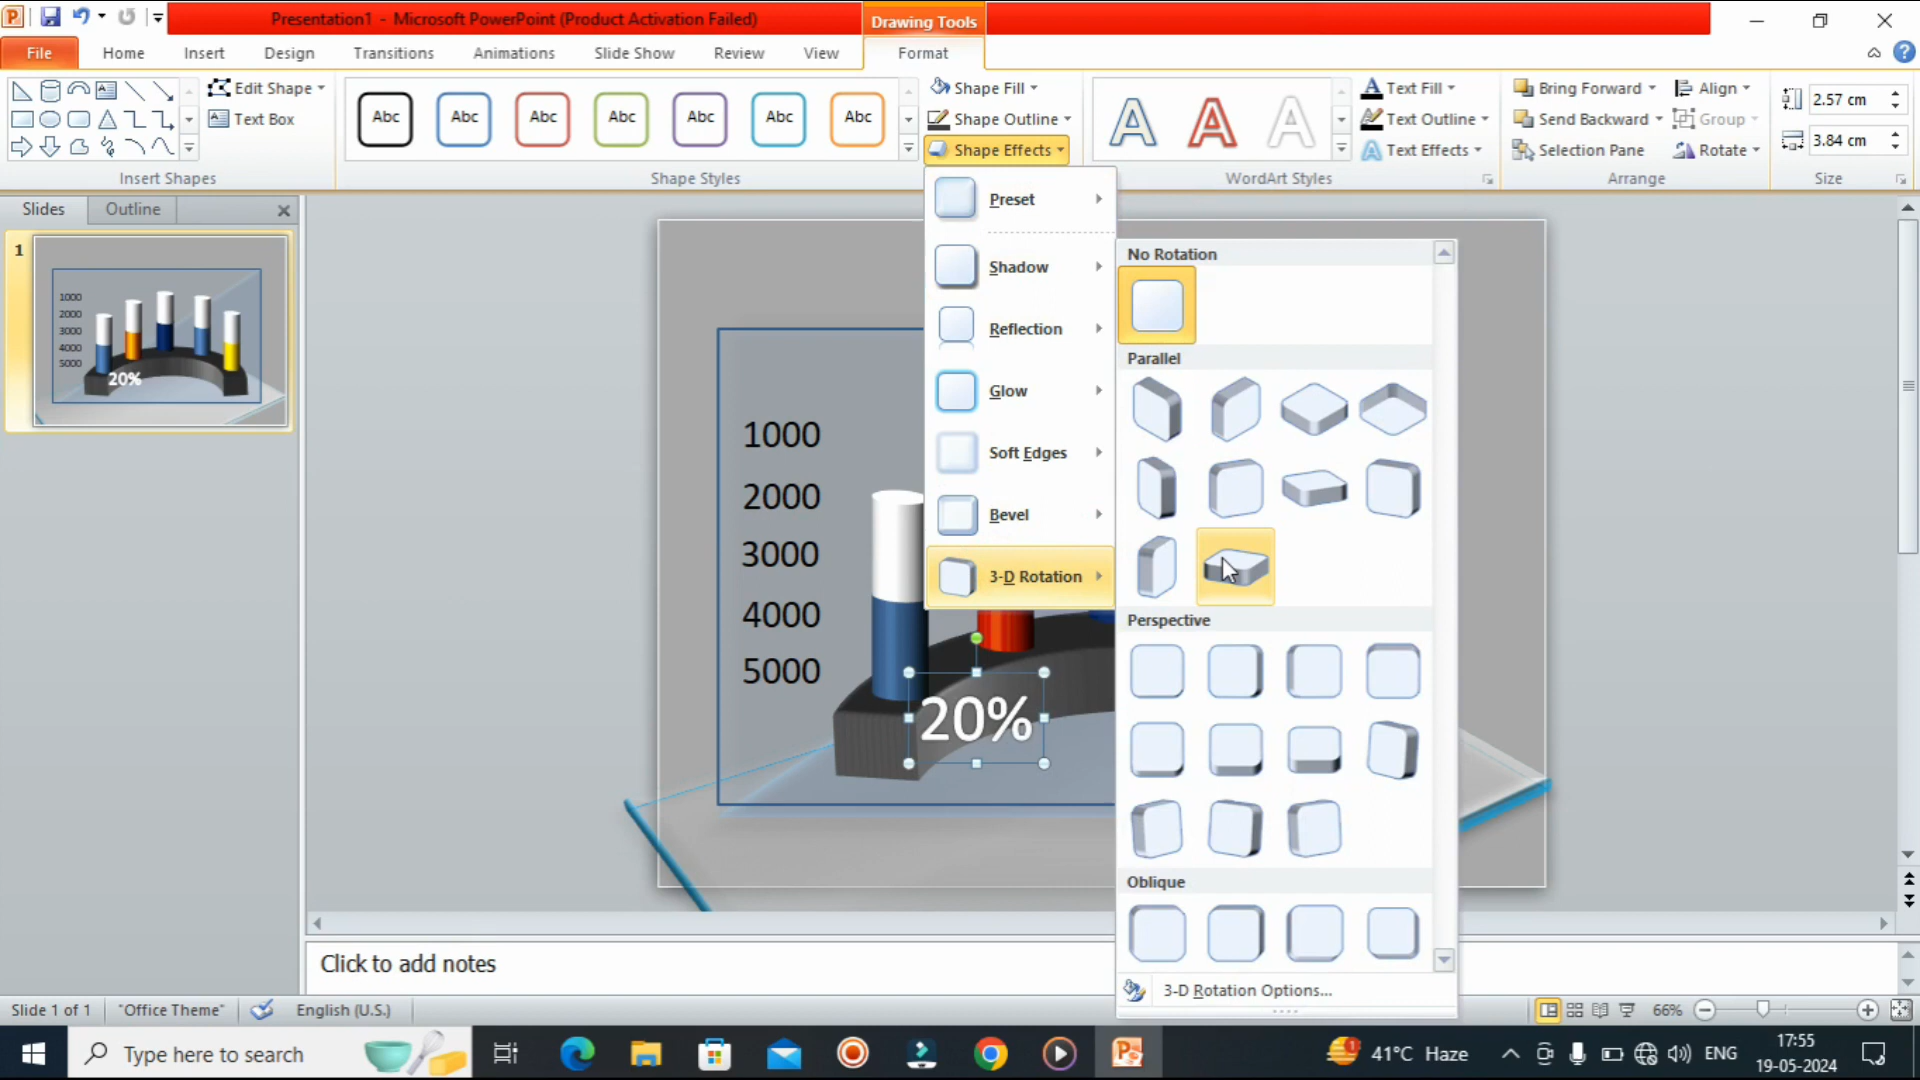 Presentation1 - Microsoft PowerPoint (Product Activation Failed)
Drawing Tools
File
Home
Insert
Design
Transitions
Animations
Slide Show
Review
View
Format
Edit Shape
Text Box
Insert Shapes
Abc Abc Abc Abc Abc Abc Abc
Shape Styles
Shape Fill
Shape Outline
Shape Effects
A A A
WordArt Styles
Text Fill
Text Outline
Text Effects
Bring Forward
Send Backward
Selection Pane
Align
Group
Rotate
Arrange
2.57 cm
3.84 cm
Size
Slides
Outline
1
1000
2000
3000
4000
5000
20%
Preset
Shadow
Reflection
Glow
Soft Edges
Bevel
3-D Rotation
No Rotation
Parallel
Perspective
Oblique
3-D Rotation Options...
1000
2000
3000
4000
5000
20%
Click to add notes
Slide 1 of 1
"Office Theme"
English (U.S.)
66%
Type here to search
41°C Haze
ENG
17:55
19-05-2024